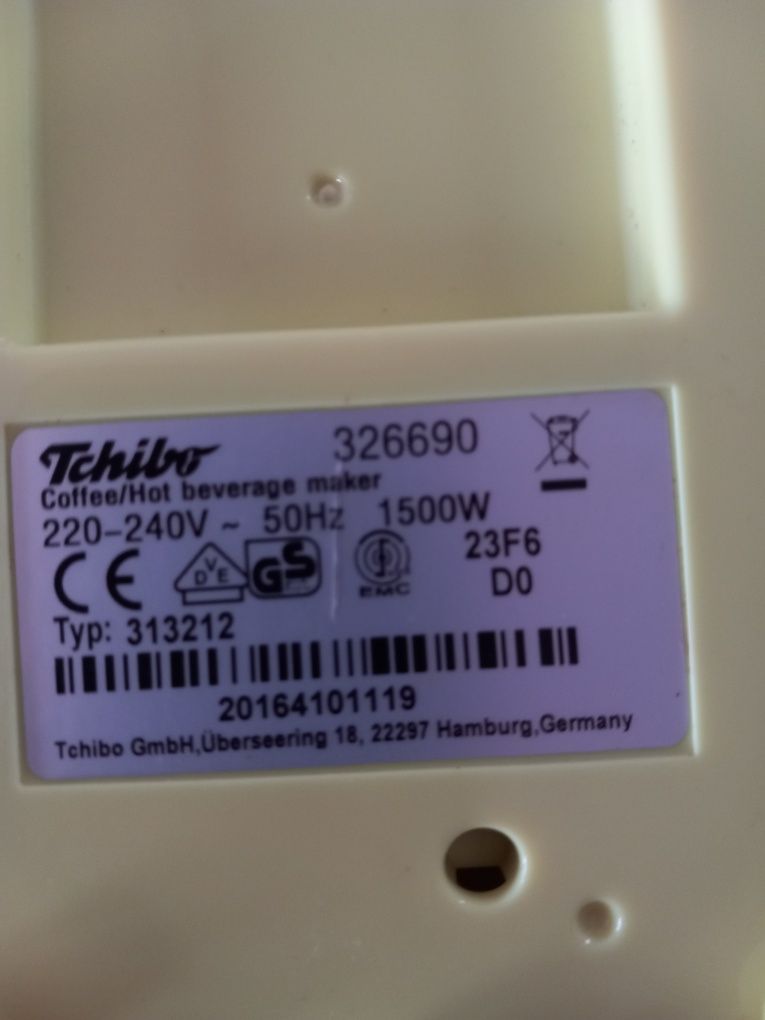 Tchibo 326690
Coffee/Hot beverage maker
220-240V ~ 50Hz 1500W
CE DVE GS EMC 23F6
D0
Typ: 313212
20164101119
Tchibo GmbH,Überseering 18, 22297 Hamburg,Germany